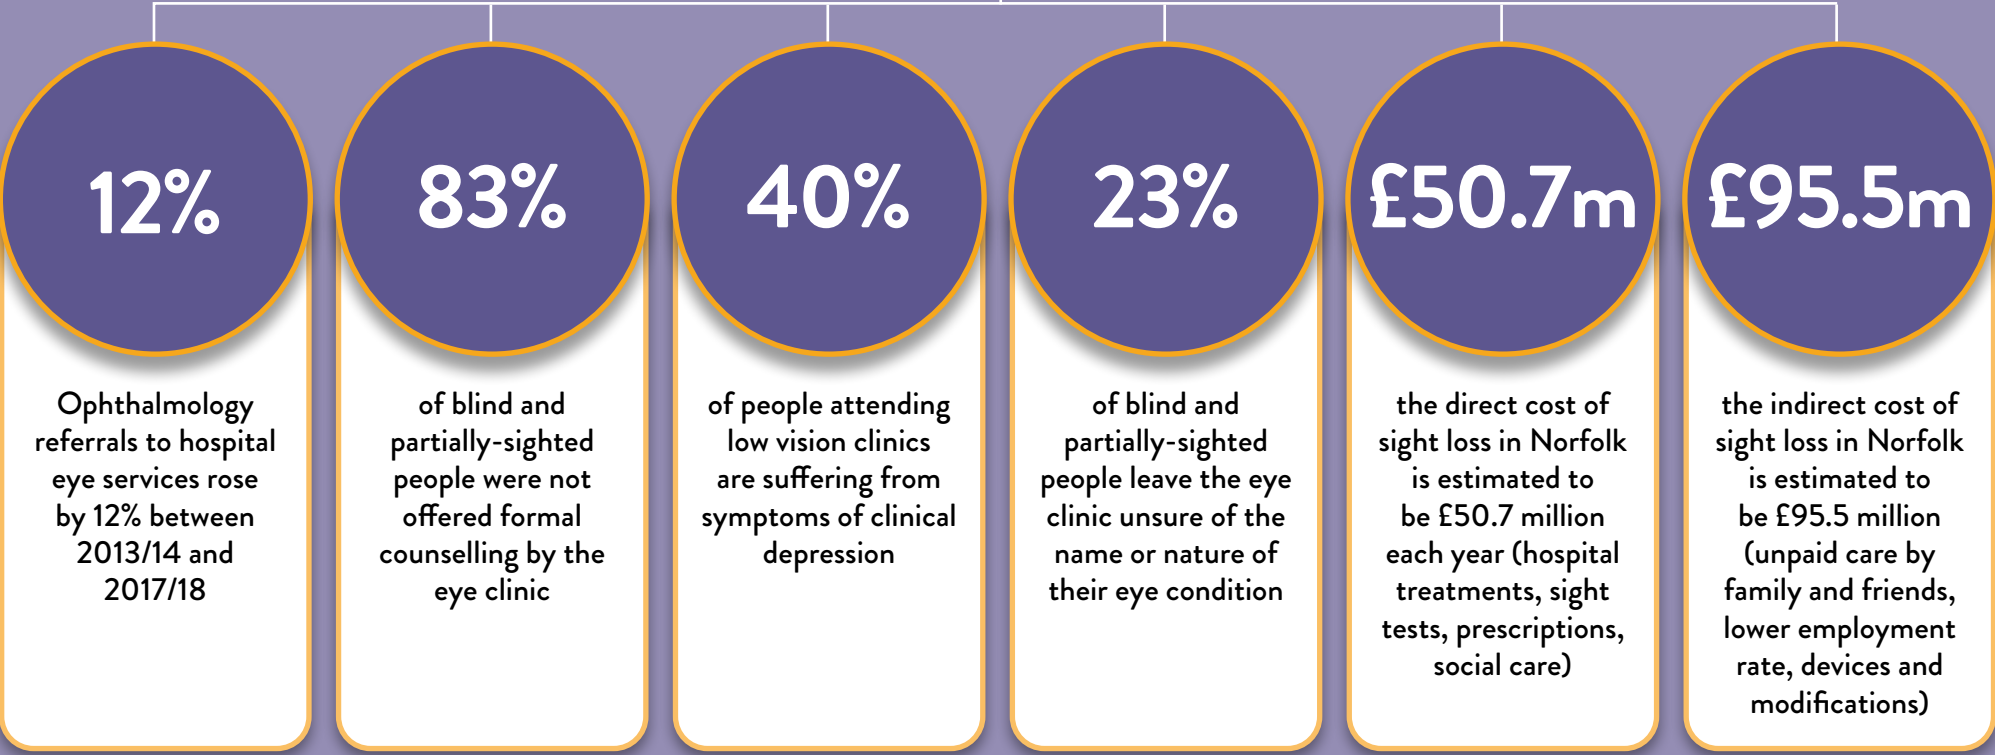 12%
Ophthalmology
referrals to hospital
eye services rose
by 12% between
2013/14 and
2017/18
83%
of blind and
partially-sighted
people were not
offered formal
counselling by the
eye clinic
40%
of people attending
low vision clinics
are suffering from
symptoms of clinical
depression
23%
of blind and
partially-sighted
people leave the eye
clinic unsure of the
name or nature of
their eye condition
£50.7m
the direct cost of
sight loss in Norfolk
is estimated to
be £50.7 million
each year (hospital
treatments, sight
tests, prescriptions,
social care)
£95.5m
the indirect cost of
sight loss in Norfolk
is estimated to
be £95.5 million
(unpaid care by
family and friends,
lower employment
rate, devices and
modifications)